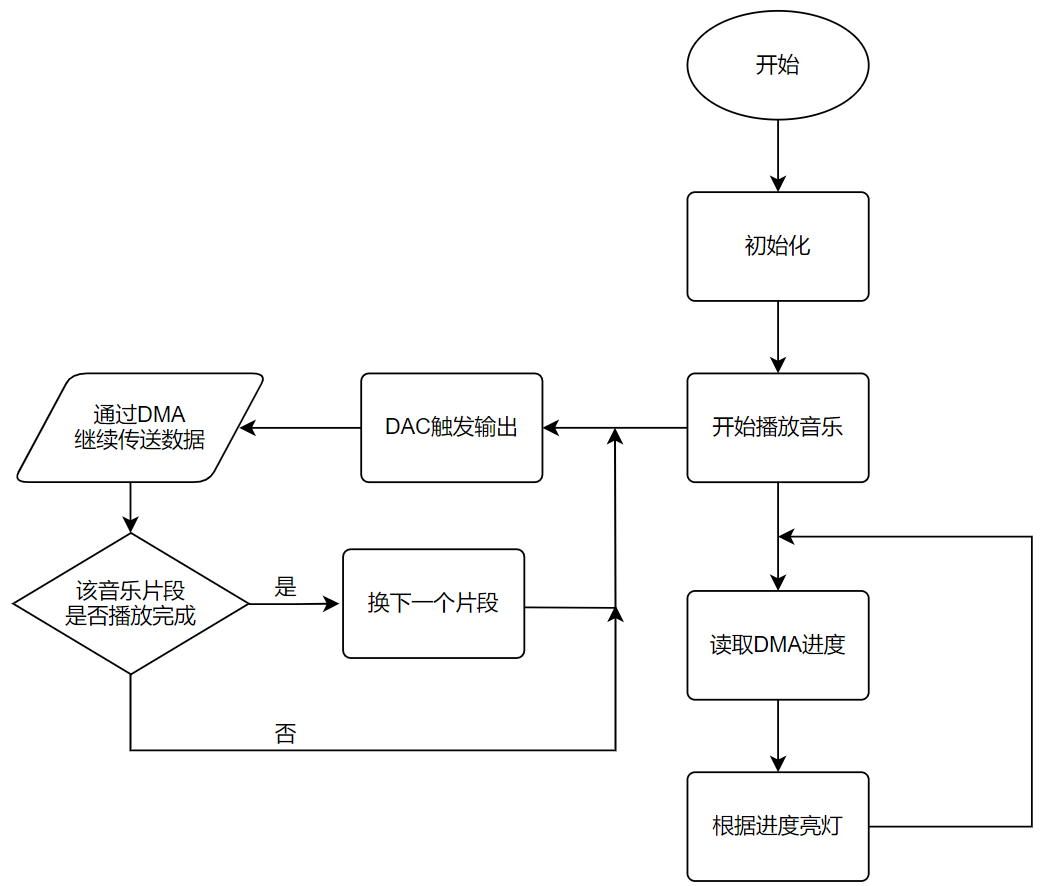 开始
初始化
开始播放音乐
DAC触发输出
通过DMA
继续传送数据
该音乐片段
是否播放完成
是
换下一个片段
否
读取DMA进度
根据进度亮灯